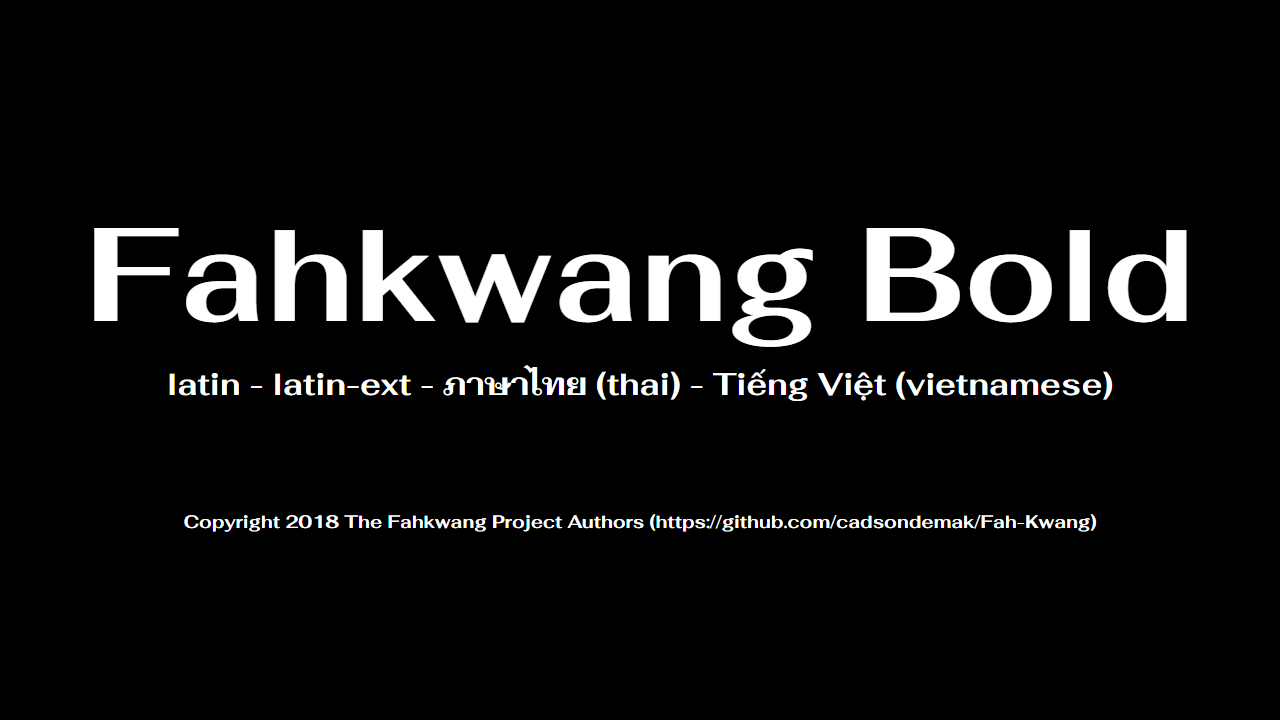 Fahkwang Bold
latin - latin-ext - ภาษาไทย (thai) - Tiếng Việt (vietnamese)
Copyright 2018 The Fahkwang Project Authors (https://github.com/cadsondemak/Fah-Kwang)